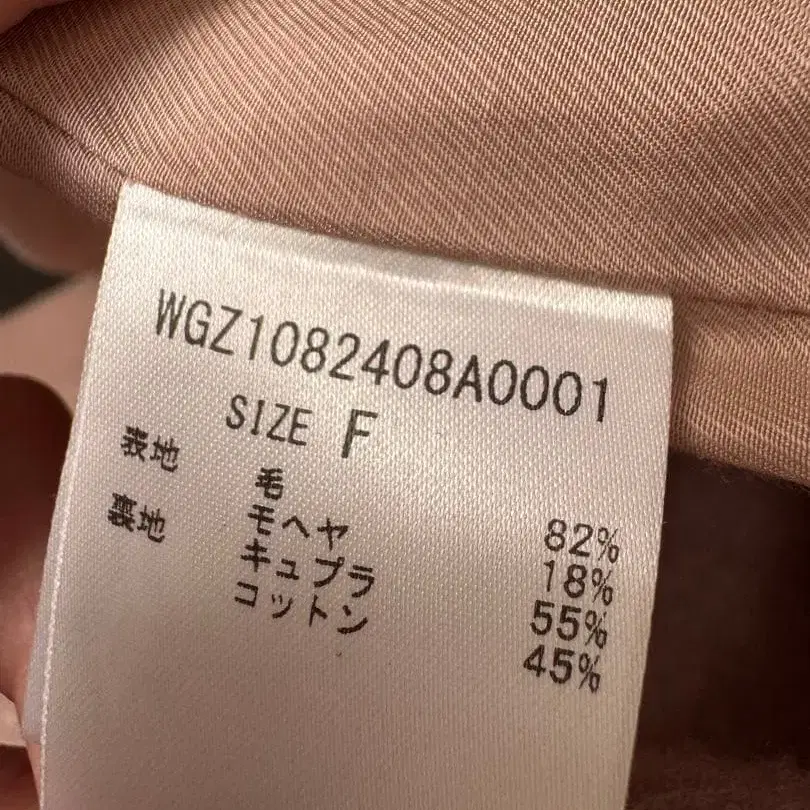 WGZ1082408A0001
SIZE F
表地 毛 82%
モヘヤ 18%
裏地 キュプラ 55%
コットン 45%